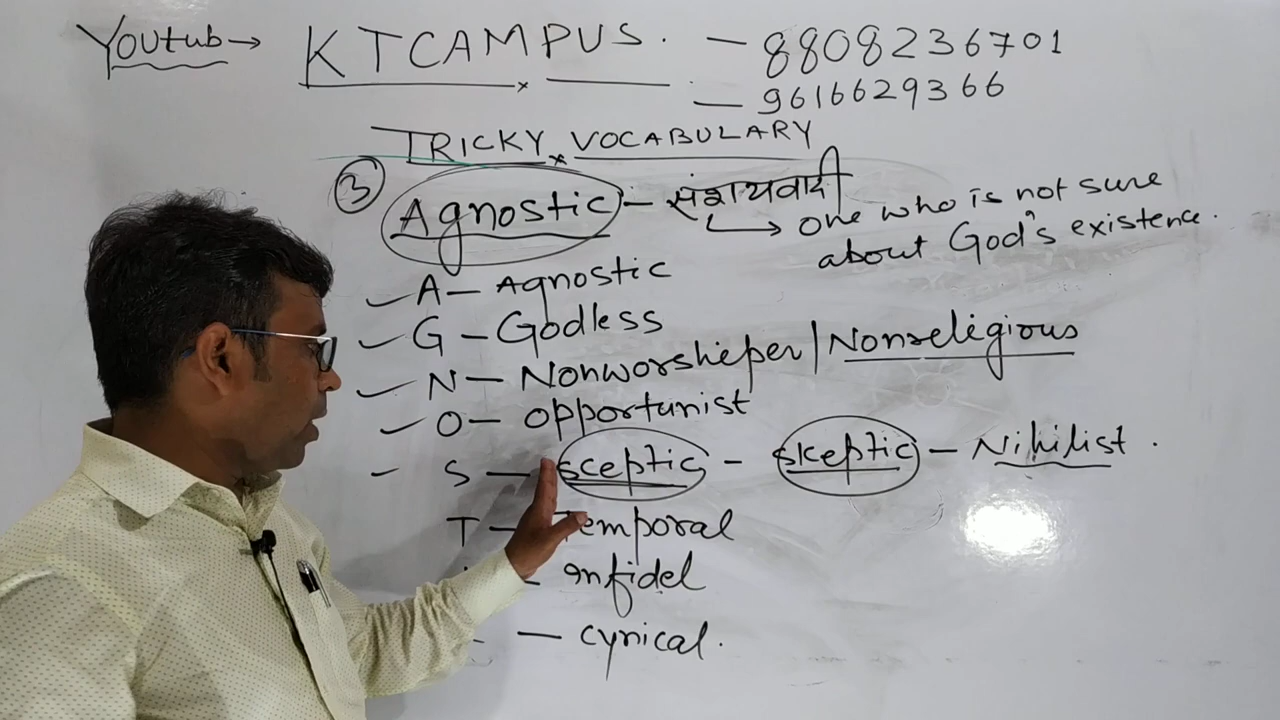 Youtub → KTCAMPUS. - 8808236701
- 9616629366
TRICKY VOCABULARY
③ Agnostic - संशयवादी
→ one who is not sure
about God's existence.
A - Agnostic
G - Godless
N - Nonworshieper / Nonreligious
O - Opportunist
S - sceptic - skeptic - Nihilist.
T - Temporal
- Infidel
- cynical.